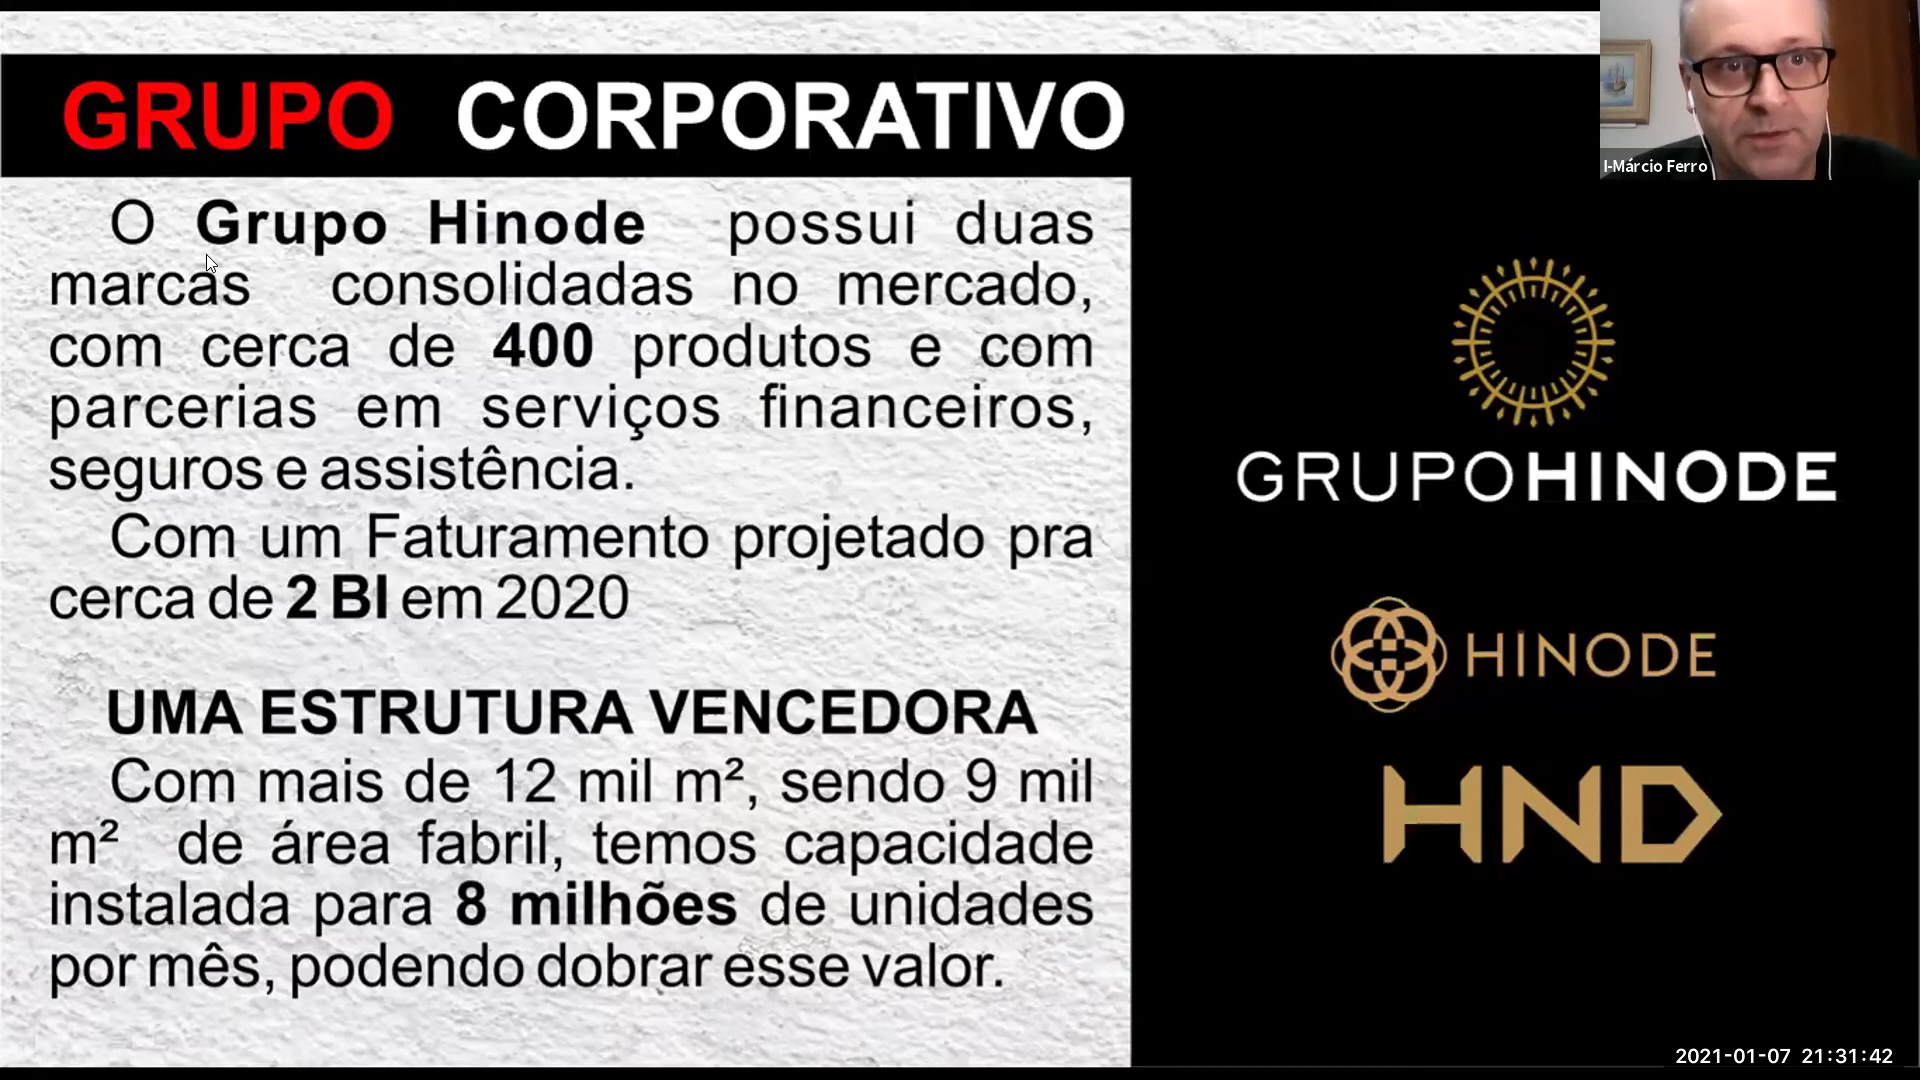 GRUPO CORPORATIVO
I-Márcio Ferro
O Grupo Hinode possui duas
marcas consolidadas no mercado,
com cerca de 400 produtos e com
parcerias em serviços financeiros,
seguros e assistência.
Com um Faturamento projetado pra
cerca de 2 BI em 2020
UMA ESTRUTURA VENCEDORA
Com mais de 12 mil m², sendo 9 mil
m² de área fabril, temos capacidade
instalada para 8 milhões de unidades
por mês, podendo dobrar esse valor.
GRUPOHINODE
HINODE
HND
2021-01-07 21:31:42